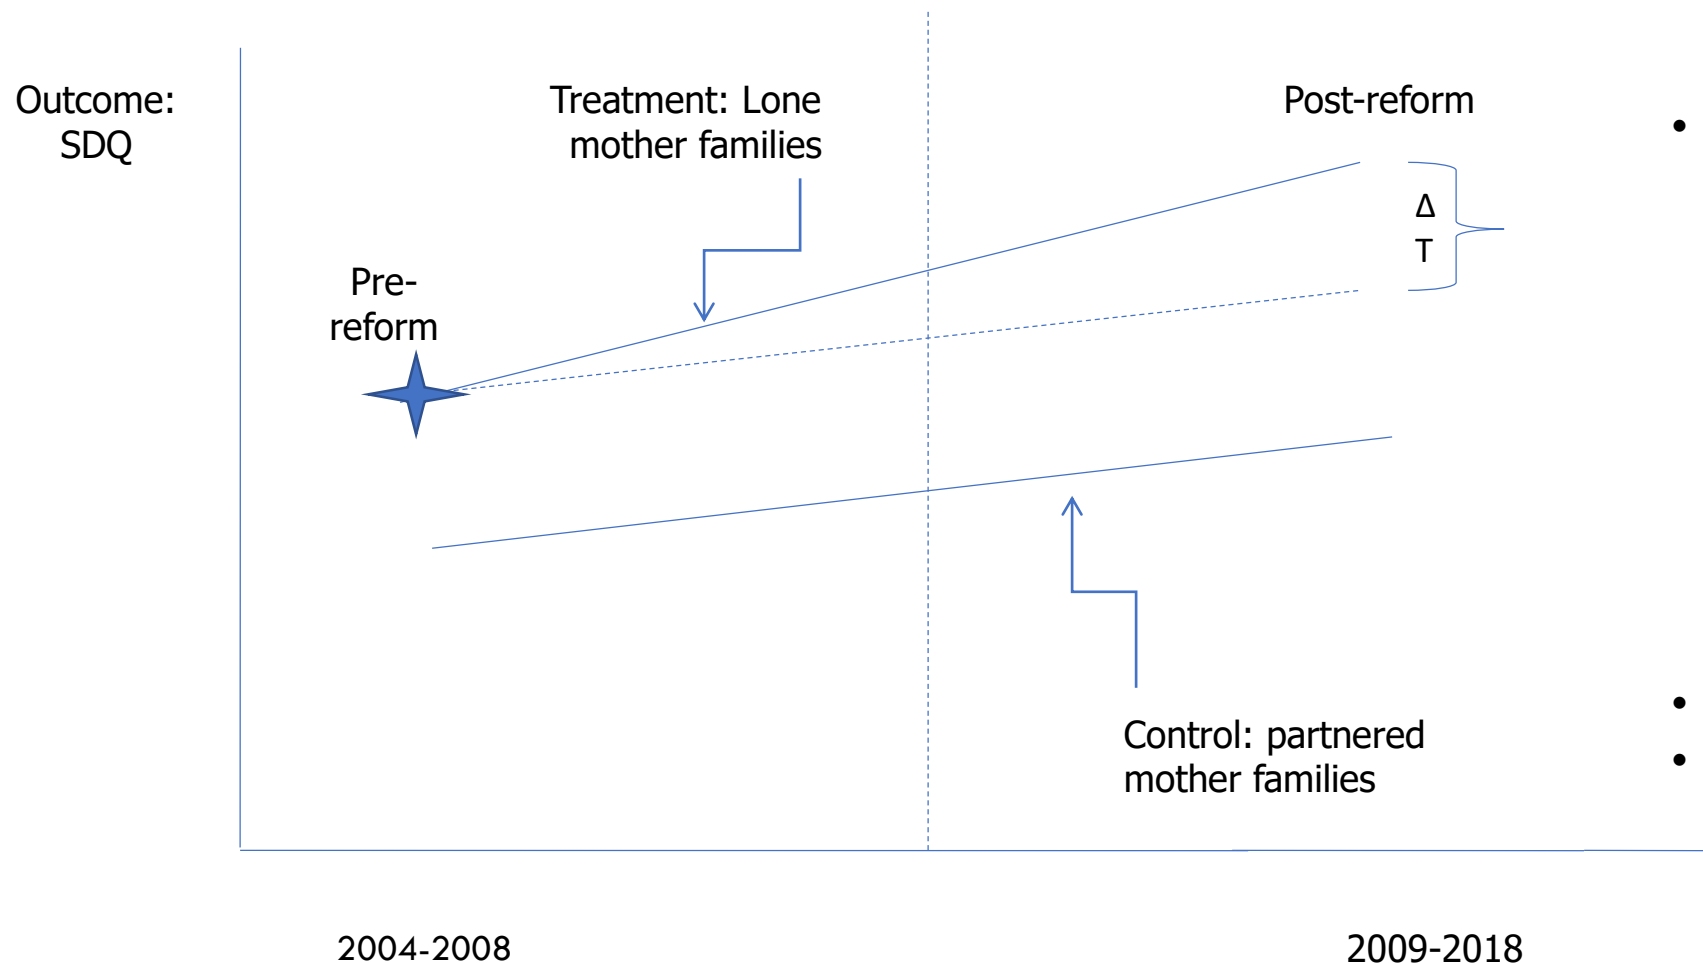 Outcome:
SDQ
Treatment: Lone
mother families
Post-reform
•
Δ
T
Pre-
reform
Control: partnered
mother families
•
•
2004-2008
2009-2018